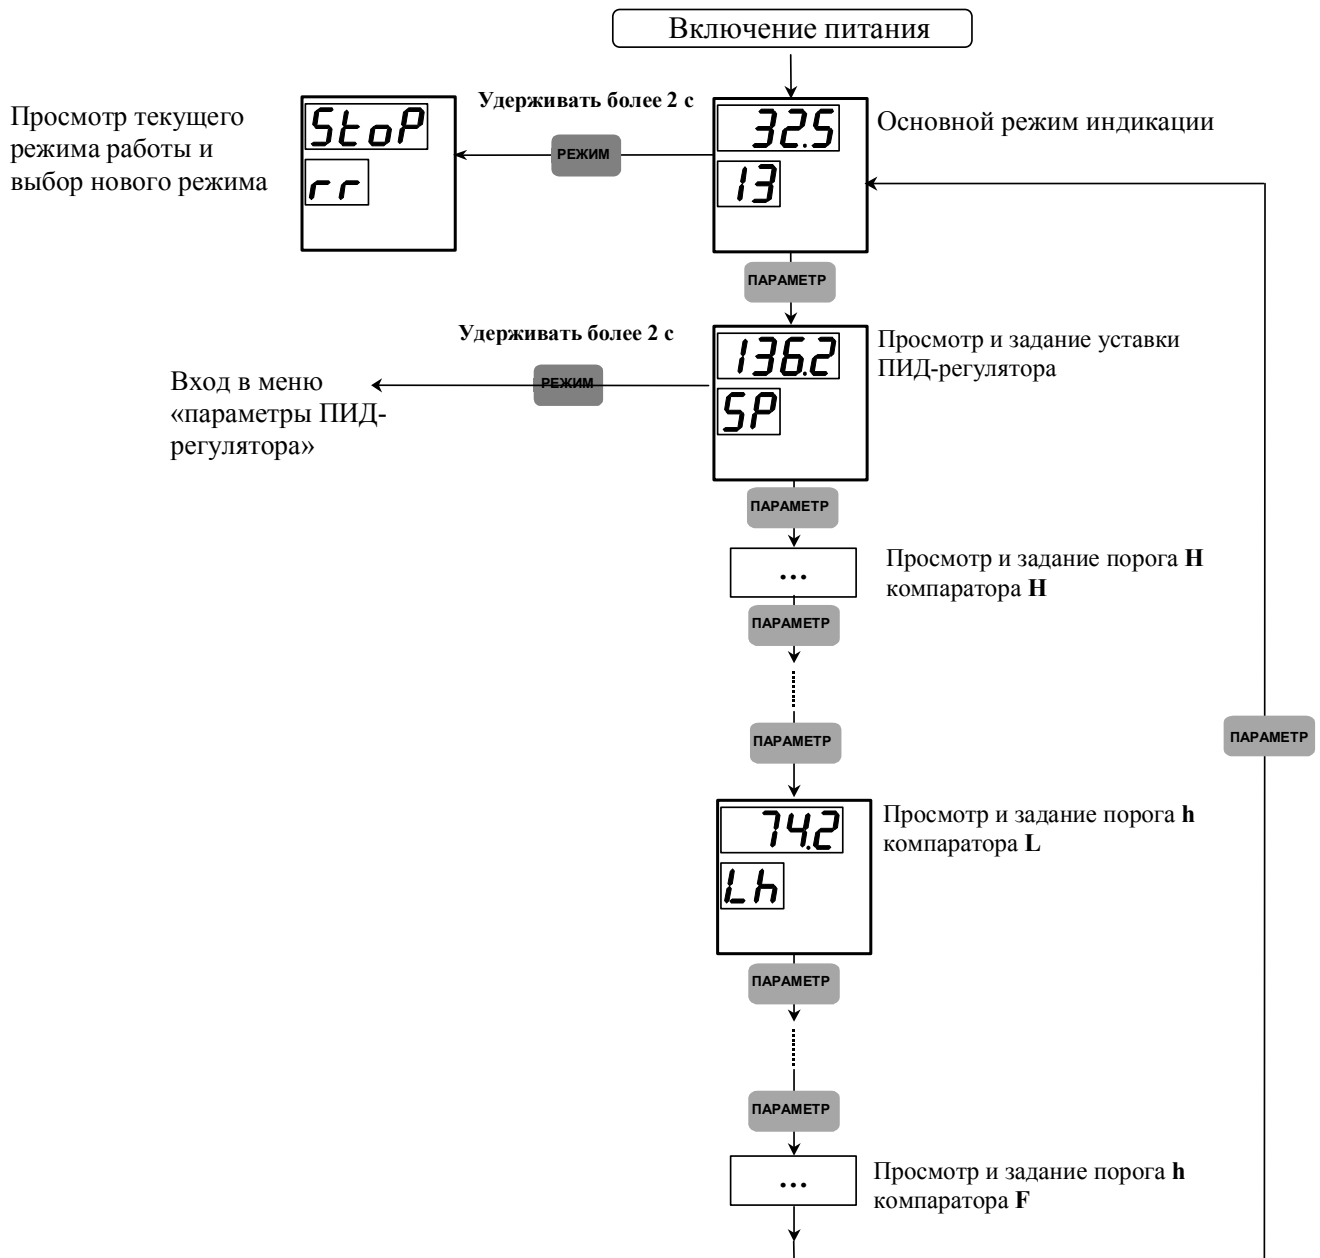 Включение питания
Просмотр текущего
режима работы и
выбор нового режима
StoP
rr
Удерживать более 2 с
РЕЖИМ
32.5
13
Основной режим индикации
ПАРАМЕТР
Удерживать более 2 с
Вход в меню
«параметры ПИД-
регулятора»
РЕЖИМ
136.2
SP
Просмотр и задание уставки
ПИД-регулятора
ПАРАМЕТР
...
Просмотр и задание порога H
компаратора H
ПАРАМЕТР
ПАРАМЕТР
ПАРАМЕТР
74.2
Lh
Просмотр и задание порога h
компаратора L
ПАРАМЕТР
ПАРАМЕТР
...
Просмотр и задание порога h
компаратора F